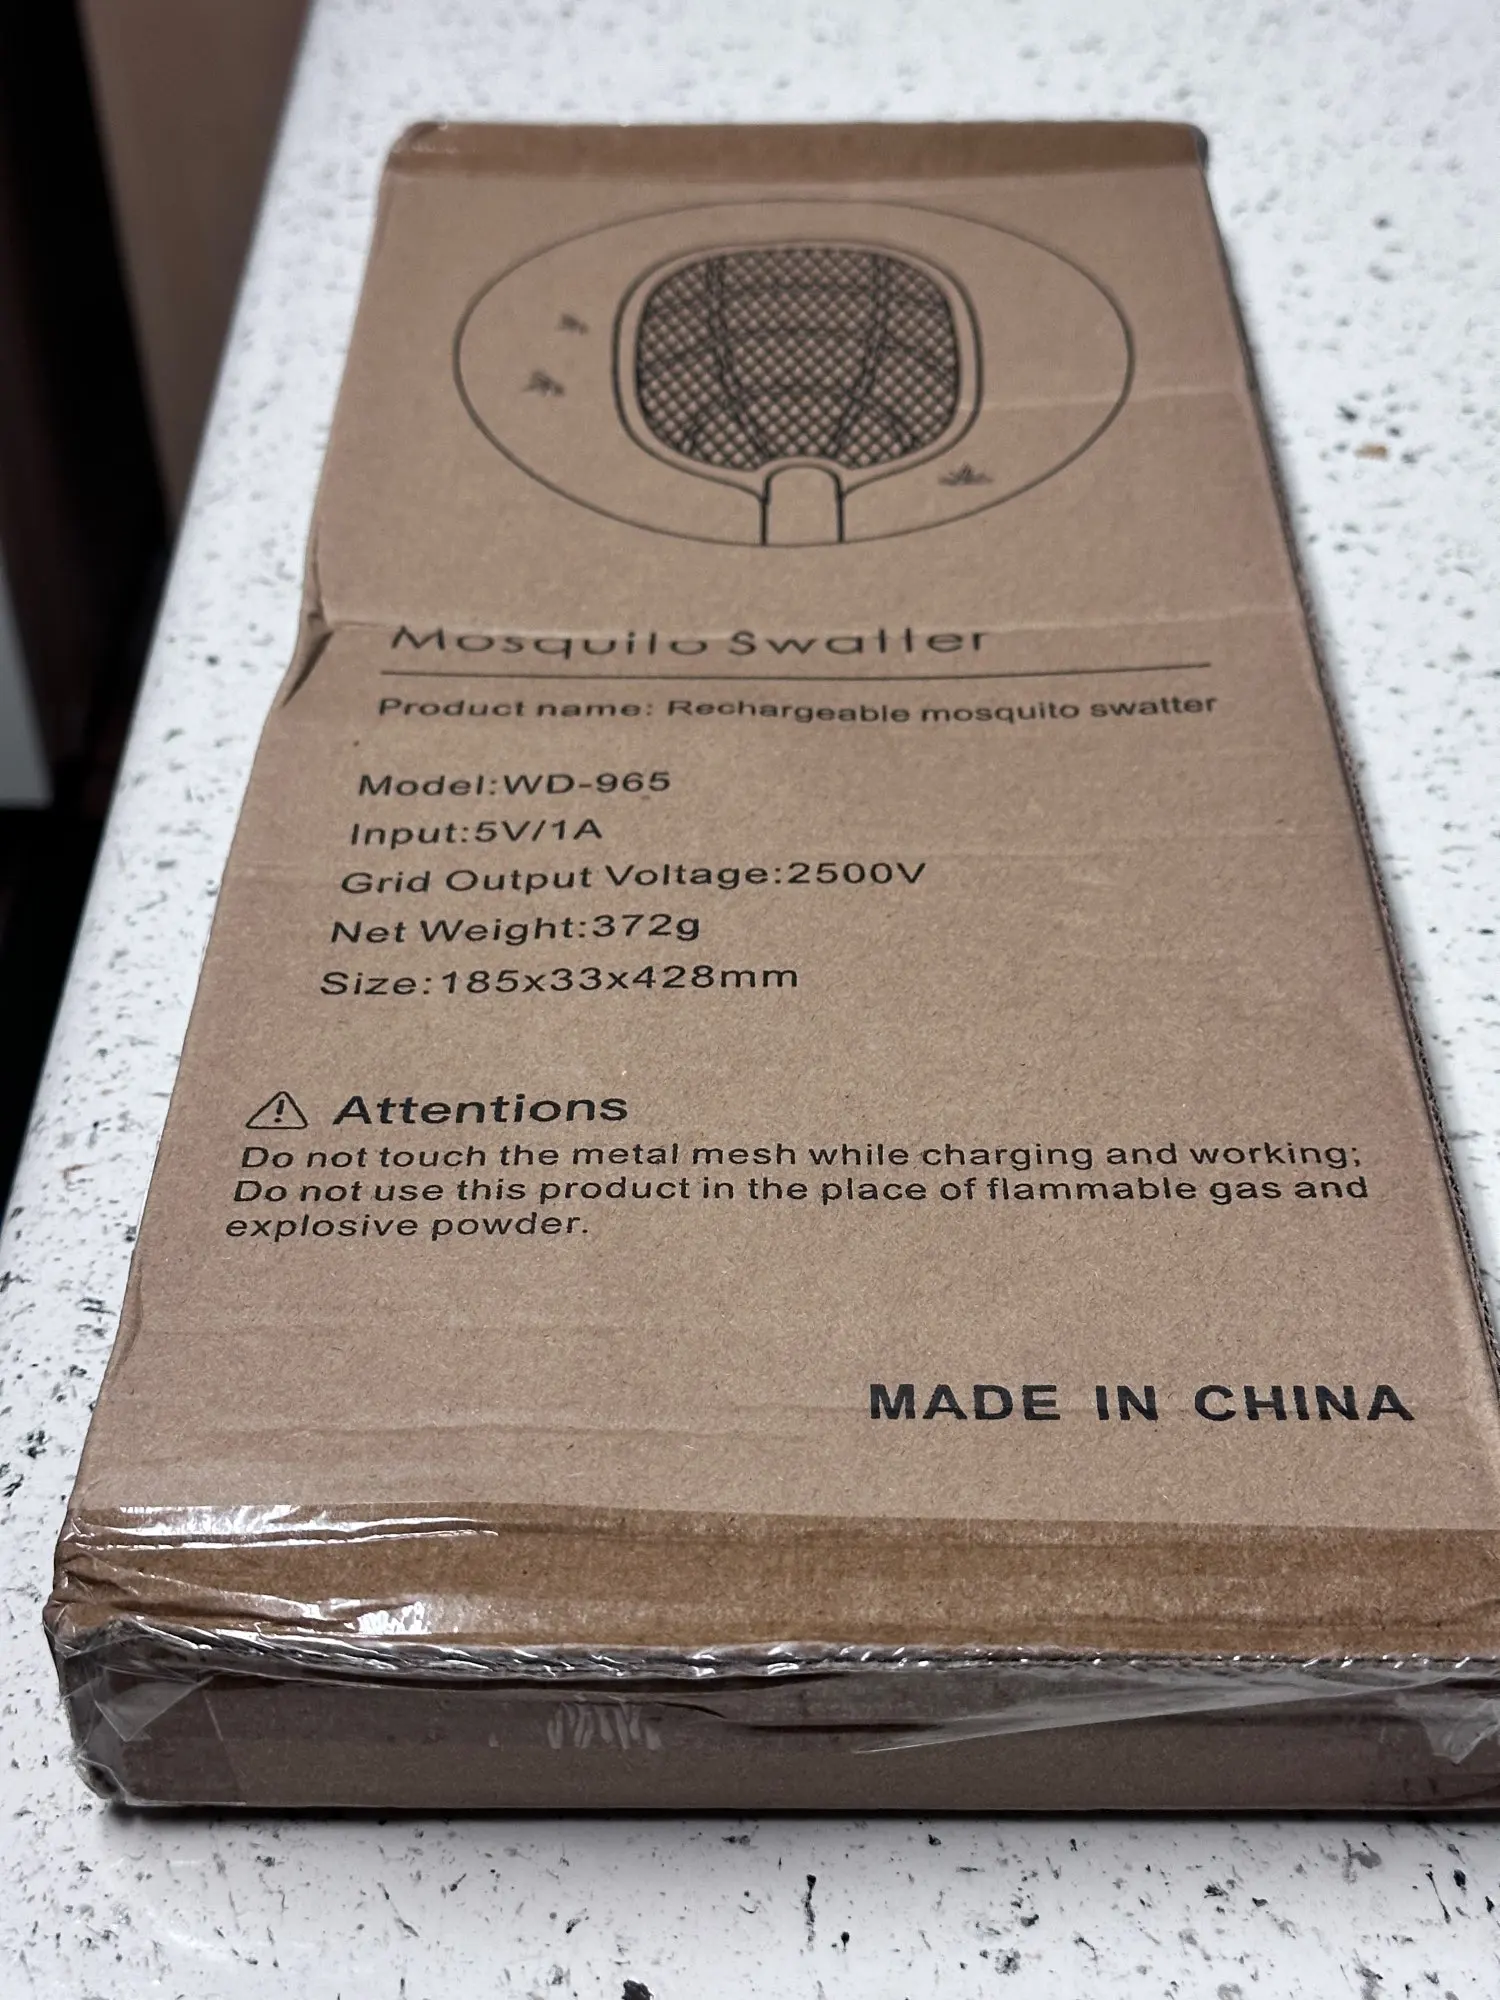 Mosquito Swatter
Product name: Rechargeable mosquito swatter
Model:WD-965
Input:5V/1A
Grid Output Voltage:2500V
Net Weight:372g
Size:185x33x428mm
Attentions
Do not touch the metal mesh while charging and working;
Do not use this product in the place of flammable gas and
explosive powder.
MADE IN CHINA